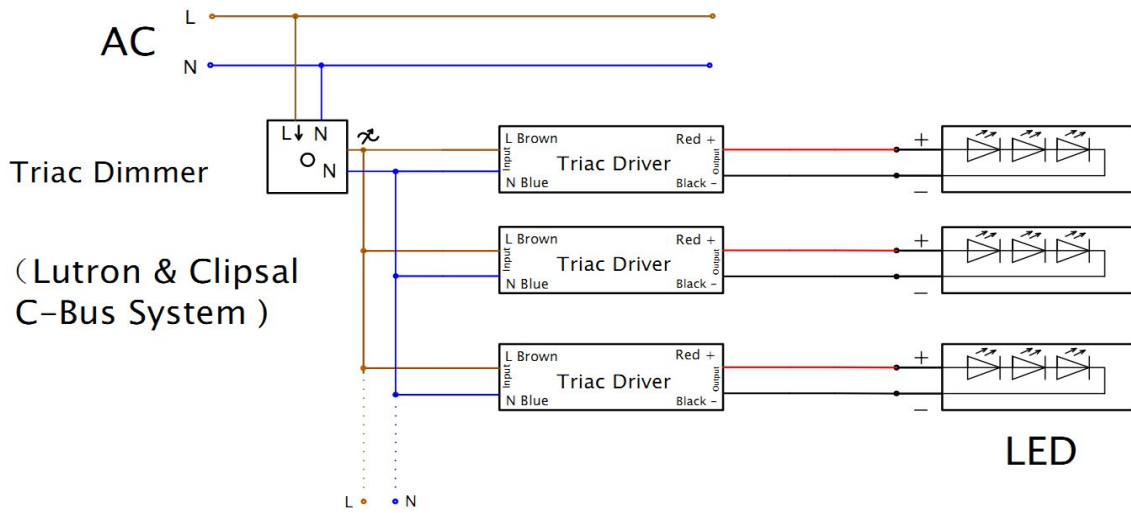 L
AC
N
L N
N
Triac Dimmer
(Lutron & Clipsal
C-Bus System )
L Brown
Input
N Blue
Triac Driver
Red +
Output
Black -
+
−
L Brown
Input
N Blue
Triac Driver
Red +
Output
Black -
+
−
L Brown
Input
N Blue
Triac Driver
Red +
Output
Black -
+
−
LED
L N